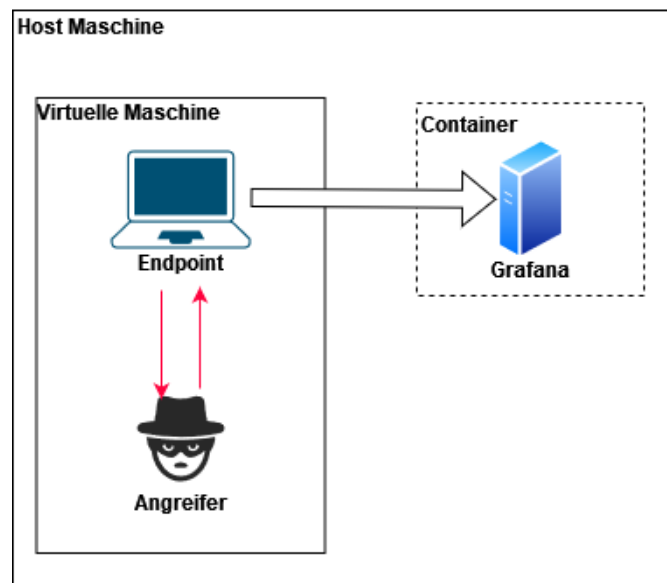 Host Maschine
Virtuelle Maschine
Container
Endpoint
Grafana
Angreifer